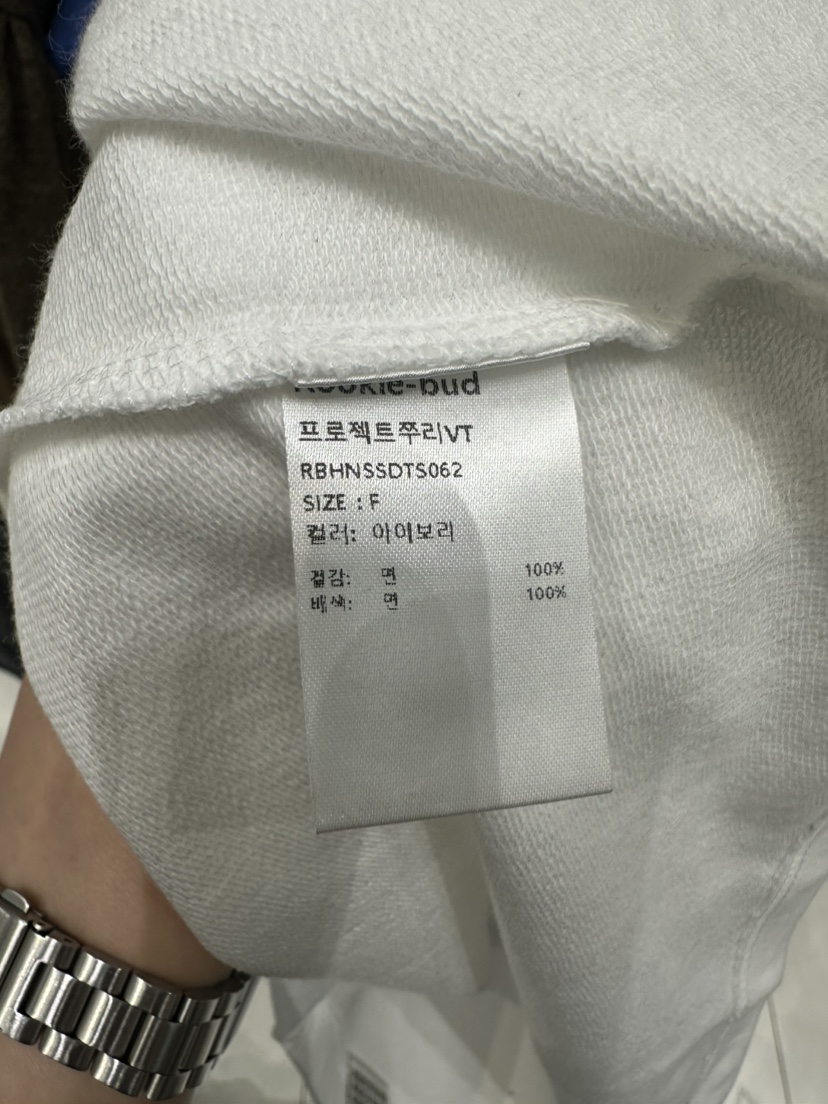 Rookie-bud
프로젝트쭈리VT
RBHNSSDTS062
SIZE : F
컬러: 아이보리
겉감: 면 100%
배색: 면 100%